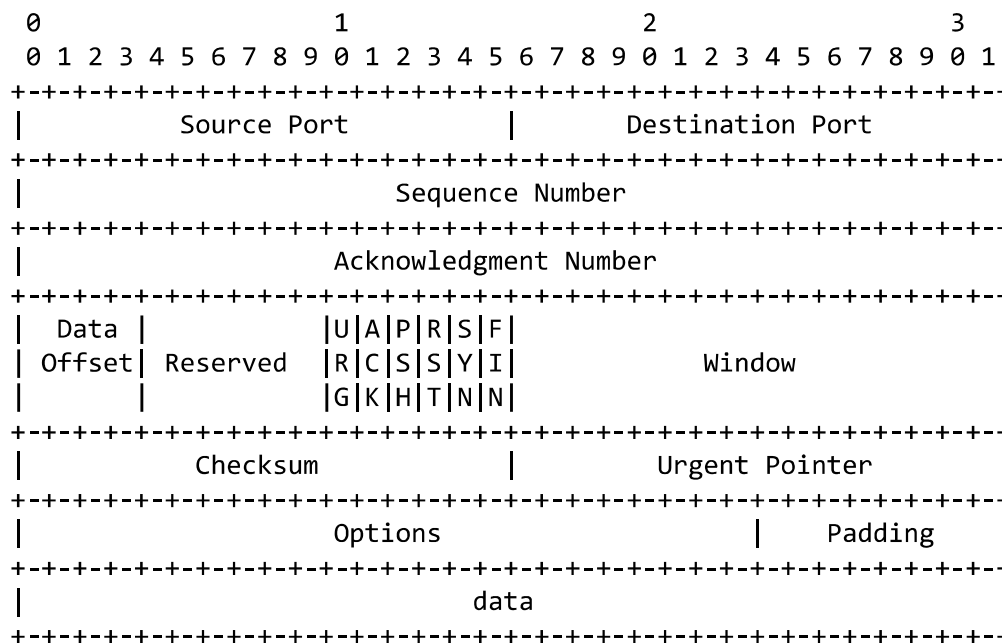 0                   1                   2                   3
 0 1 2 3 4 5 6 7 8 9 0 1 2 3 4 5 6 7 8 9 0 1 2 3 4 5 6 7 8 9 0 1
+-+-+-+-+-+-+-+-+-+-+-+-+-+-+-+-+-+-+-+-+-+-+-+-+-+-+-+-+-+-+-+-
|          Source Port          |       Destination Port
+-+-+-+-+-+-+-+-+-+-+-+-+-+-+-+-+-+-+-+-+-+-+-+-+-+-+-+-+-+-+-+-
|                        Sequence Number
+-+-+-+-+-+-+-+-+-+-+-+-+-+-+-+-+-+-+-+-+-+-+-+-+-+-+-+-+-+-+-+-
|                    Acknowledgment Number
+-+-+-+-+-+-+-+-+-+-+-+-+-+-+-+-+-+-+-+-+-+-+-+-+-+-+-+-+-+-+-+-
|  Data |           |U|A|P|R|S|F|
| Offset| Reserved  |R|C|S|S|Y|I|            Window
|       |           |G|K|H|T|N|N|
+-+-+-+-+-+-+-+-+-+-+-+-+-+-+-+-+-+-+-+-+-+-+-+-+-+-+-+-+-+-+-+-
|           Checksum            |         Urgent Pointer
+-+-+-+-+-+-+-+-+-+-+-+-+-+-+-+-+-+-+-+-+-+-+-+-+-+-+-+-+-+-+-+-
|                    Options                    |    Padding
+-+-+-+-+-+-+-+-+-+-+-+-+-+-+-+-+-+-+-+-+-+-+-+-+-+-+-+-+-+-+-+-
|                             data
+-+-+-+-+-+-+-+-+-+-+-+-+-+-+-+-+-+-+-+-+-+-+-+-+-+-+-+-+-+-+-+-